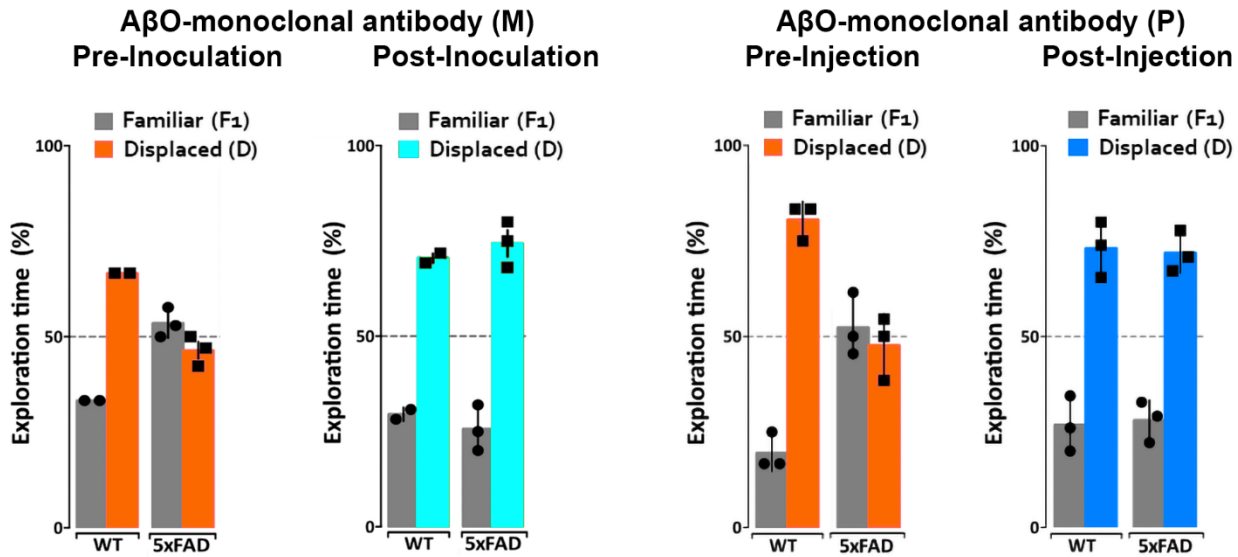 AβO-monoclonal antibody (M)
Pre-Inoculation
Post-Inoculation
Familiar (F1)
Displaced (D)
100
50
0
Exploration time (%)
WT
5xFAD
Familiar (F1)
Displaced (D)
100
50
0
Exploration time (%)
WT
5xFAD
AβO-monoclonal antibody (P)
Pre-Injection
Post-Injection
Familiar (F1)
Displaced (D)
100
50
0
Exploration time (%)
WT
5xFAD
Familiar (F1)
Displaced (D)
100
50
0
Exploration time (%)
WT
5xFAD